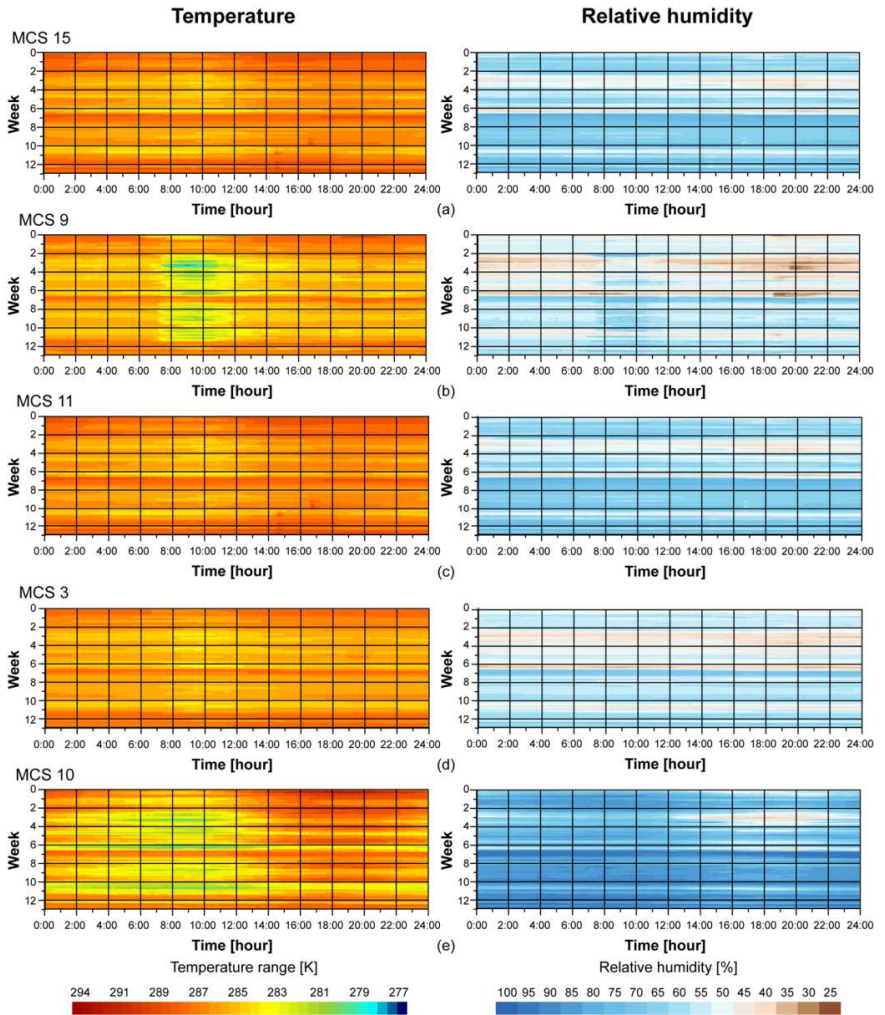 Temperature Relative humidity
MCS 15
0 2 4 6 8 10 12
Week
0:00 2:00 4:00 6:00 8:00 10:00 12:00 14:00 16:00 18:00 20:00 22:00 24:00
Time [hour]
(a)
0 2 4 6 8 10 12
Week
0:00 2:00 4:00 6:00 8:00 10:00 12:00 14:00 16:00 18:00 20:00 22:00 24:00
Time [hour]
MCS 9
0 2 4 6 8 10 12
Week
0:00 2:00 4:00 6:00 8:00 10:00 12:00 14:00 16:00 18:00 20:00 22:00 24:00
Time [hour]
(b)
0 2 4 6 8 10 12
Week
0:00 2:00 4:00 6:00 8:00 10:00 12:00 14:00 16:00 18:00 20:00 22:00 24:00
Time [hour]
MCS 11
0 2 4 6 8 10 12
Week
0:00 2:00 4:00 6:00 8:00 10:00 12:00 14:00 16:00 18:00 20:00 22:00 24:00
Time [hour]
(c)
0 2 4 6 8 10 12
Week
0:00 2:00 4:00 6:00 8:00 10:00 12:00 14:00 16:00 18:00 20:00 22:00 24:00
Time [hour]
MCS 3
0 2 4 6 8 10 12
Week
0:00 2:00 4:00 6:00 8:00 10:00 12:00 14:00 16:00 18:00 20:00 22:00 24:00
Time [hour]
(d)
0 2 4 6 8 10 12
Week
0:00 2:00 4:00 6:00 8:00 10:00 12:00 14:00 16:00 18:00 20:00 22:00 24:00
Time [hour]
MCS 10
0 2 4 6 8 10 12
Week
0:00 2:00 4:00 6:00 8:00 10:00 12:00 14:00 16:00 18:00 20:00 22:00 24:00
Time [hour]
(e)
0 2 4 6 8 10 12
Week
0:00 2:00 4:00 6:00 8:00 10:00 12:00 14:00 16:00 18:00 20:00 22:00 24:00
Time [hour]
Temperature range [K]
294 291 289 287 285 283 281 279 277
Relative humidity [%]
100 95 90 85 80 75 70 65 60 55 50 45 40 35 30 25